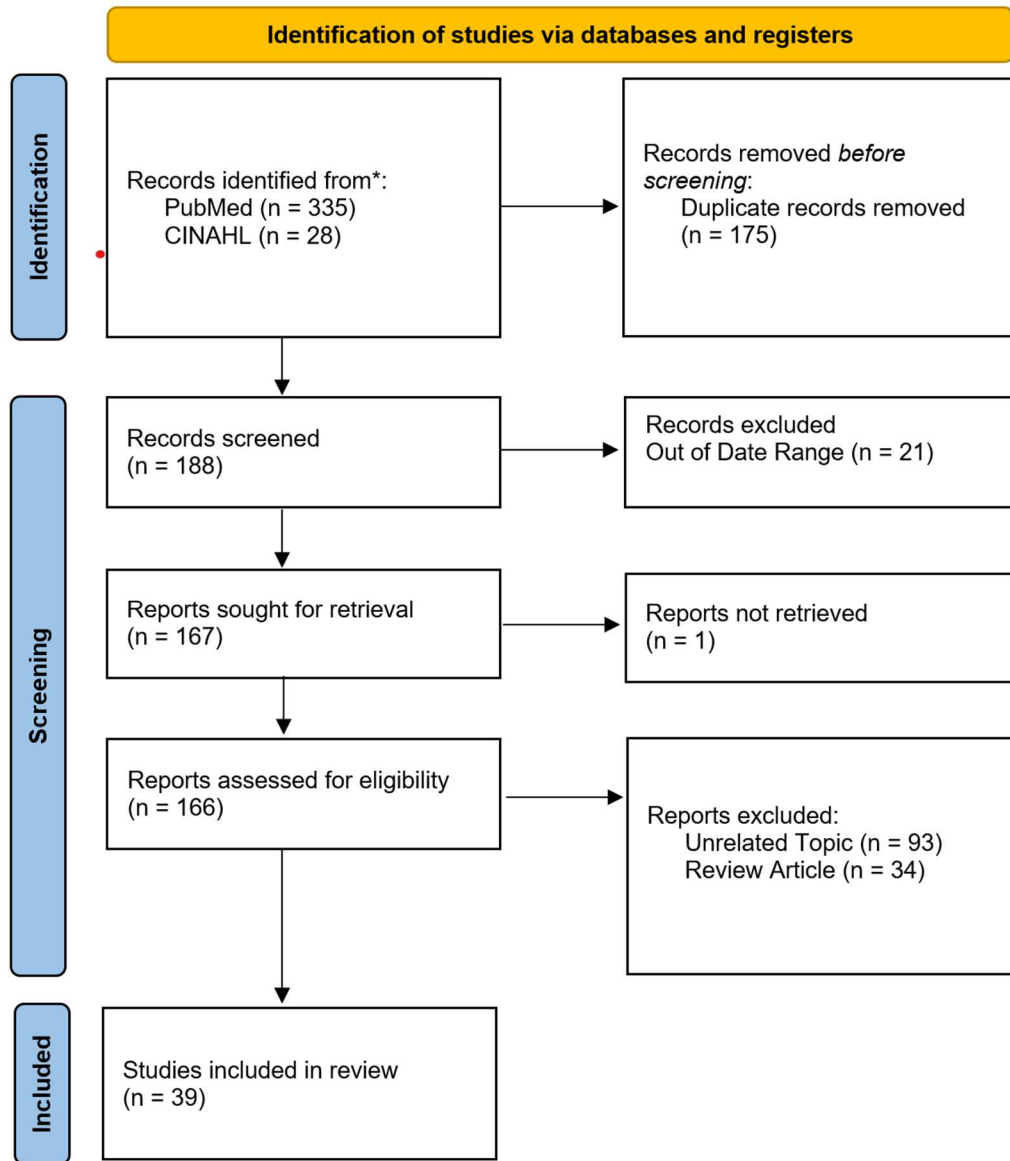 Identification of studies via databases and registers
Identification
Records identified from*:
PubMed (n = 335)
CINAHL (n = 28)
Records removed before
screening:
Duplicate records removed
(n = 175)
Screening
Records screened
(n = 188)
Records excluded
Out of Date Range (n = 21)
Reports sought for retrieval
(n = 167)
Reports not retrieved
(n = 1)
Reports assessed for eligibility
(n = 166)
Reports excluded:
Unrelated Topic (n = 93)
Review Article (n = 34)
Included
Studies included in review
(n = 39)